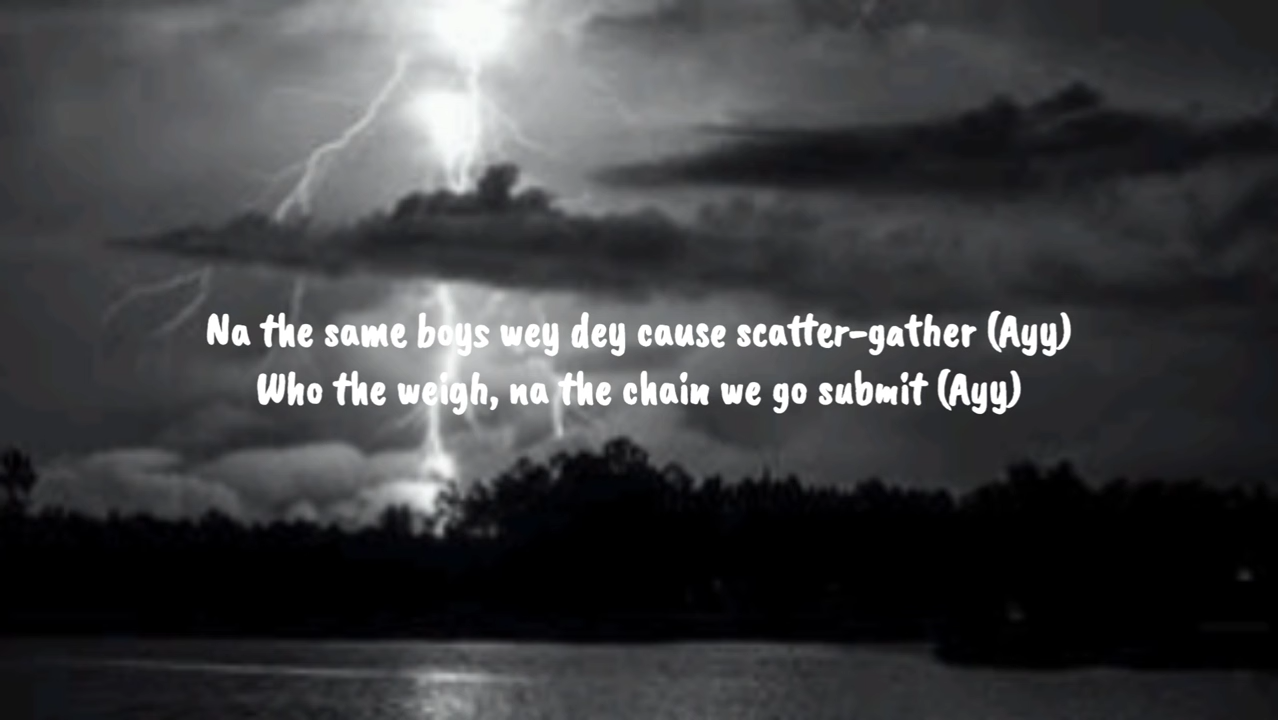 Na the same boys wey dey cause scatter-gather (Ayy)
Who the weigh, na the chain we go submit (Ayy)